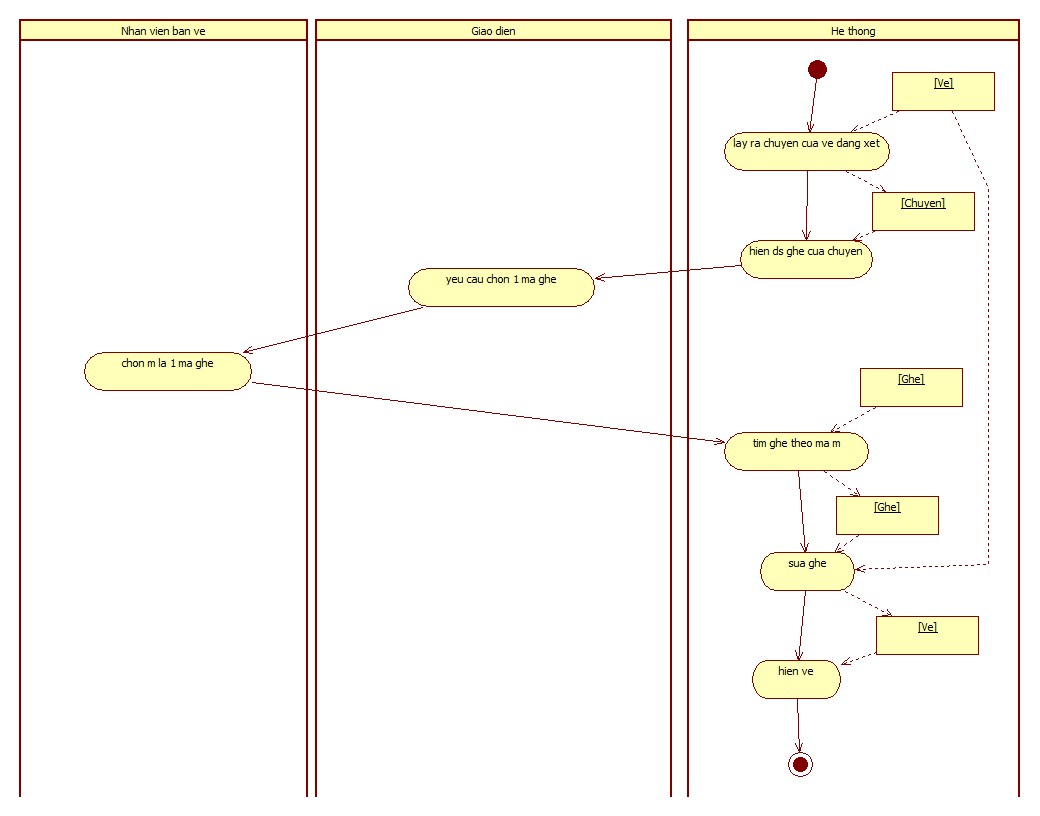 Nhan vien ban ve
Giao dien
He thong
[Ve]
lay ra chuyen cua ve dang xet
[Chuyen]
hien ds ghe cua chuyen
yeu cau chon 1 ma ghe
chon m la 1 ma ghe
[Ghe]
tim ghe theo ma m
[Ghe]
sua ghe
[Ve]
hien ve